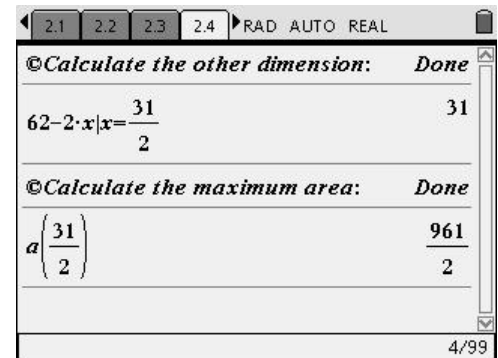 2.1 2.2 2.3 2.4 RAD AUTO REAL
©Calculate the other dimension: Done
62−2·x|x=31/2 31
©Calculate the maximum area: Done
a(31/2) 961/2
4/99